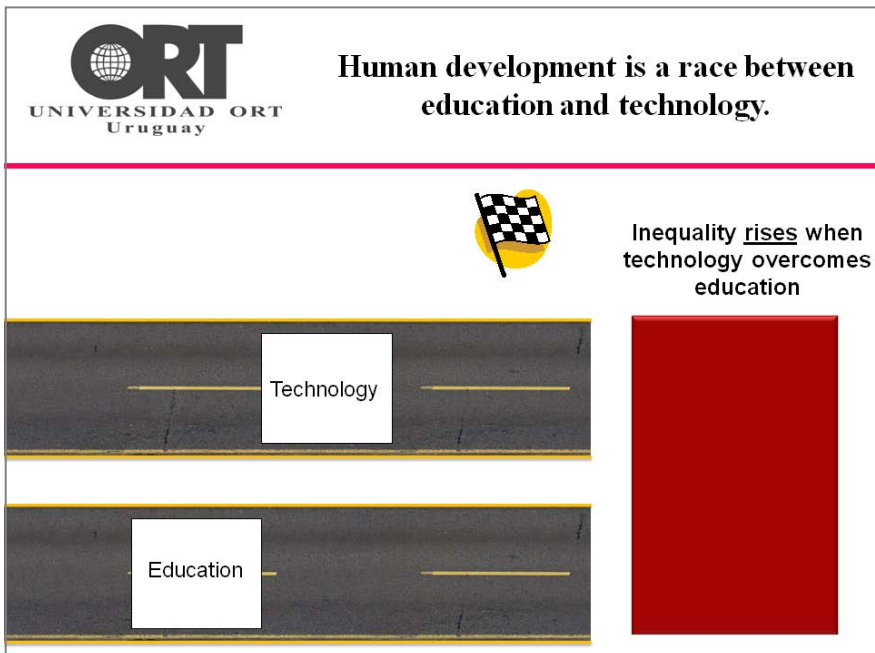 ORT
UNIVERSIDAD ORT
Uruguay
Human development is a race between
education and technology.
Inequality rises when
technology overcomes
education
Technology
Education